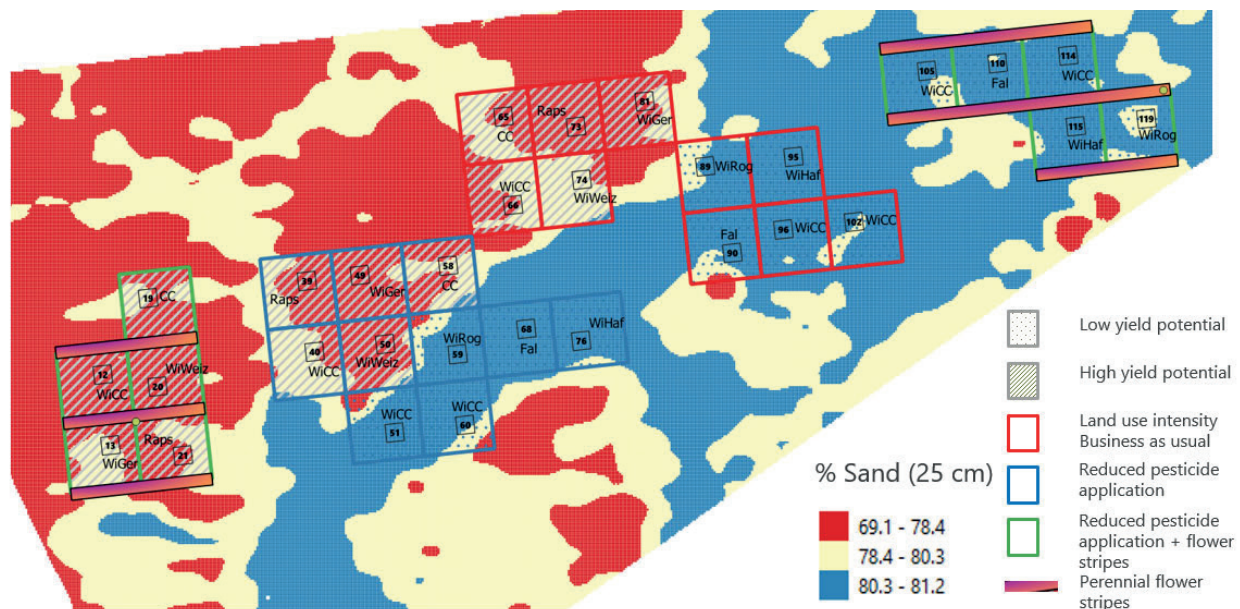 65
CC
Raps
73
81
WiGer
WiCC
66
74
WiWeiz
105
WiCC
110
Fal
114
WiCC
115
WiHaf
119
WiRog
89
WiRog
95
WiHaf
Fal
90
96
WiCC
102
WiCC
39
Raps
49
WiGer
58
CC
40
WiCC
50
WiWeiz
WiRog
59
68
Fal
WiHaf
76
WiCC
51
WiCC
60
19
CC
12
WiCC
WiWeiz
20
13
WiGer
Raps
21
Low yield potential
High yield potential
Land use intensity
Business as usual
Reduced pesticide
application
Reduced pesticide
application + flower
stripes
Perennial flower
stripes
% Sand (25 cm)
69.1 - 78.4
78.4 - 80.3
80.3 - 81.2